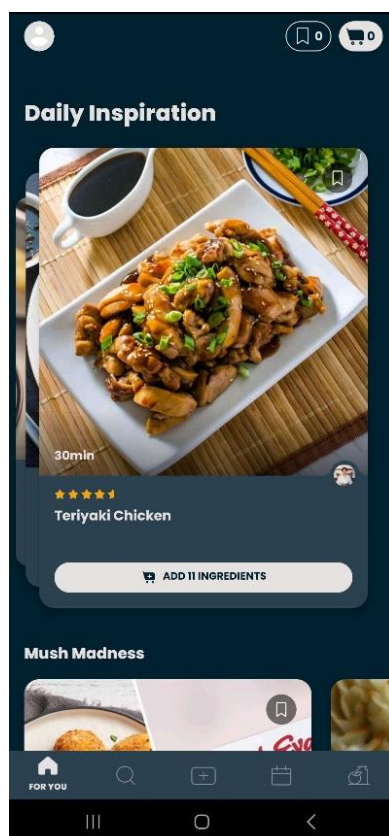 0 0
Daily Inspiration
30min
Teriyaki Chicken
ADD 11 INGREDIENTS
Mush Madness
FOR YOU